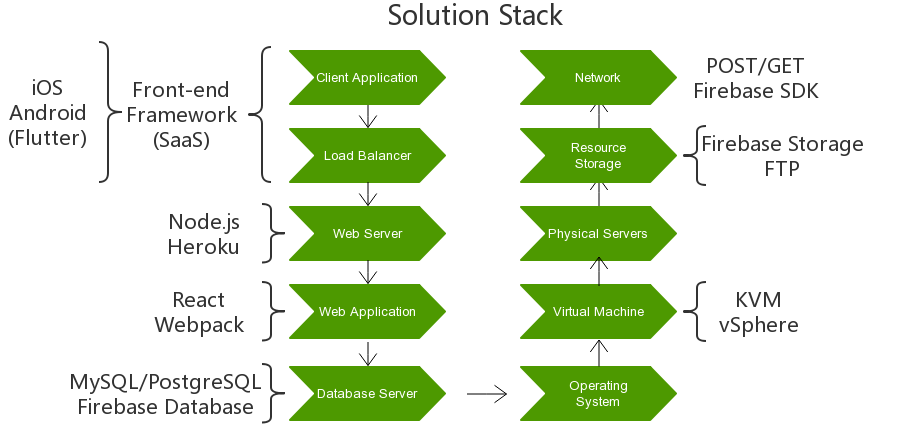 Solution Stack
iOS
Android
(Flutter)
Front-end
Framework
(SaaS)
Client Application
Load Balancer
Node.js
Heroku
Web Server
React
Webpack
Web Application
MySQL/PostgreSQL
Firebase Database
Database Server
Network
POST/GET
Firebase SDK
Resource
Storage
Firebase Storage
FTP
Physical Servers
Virtual Machine
KVM
vSphere
Operating
System